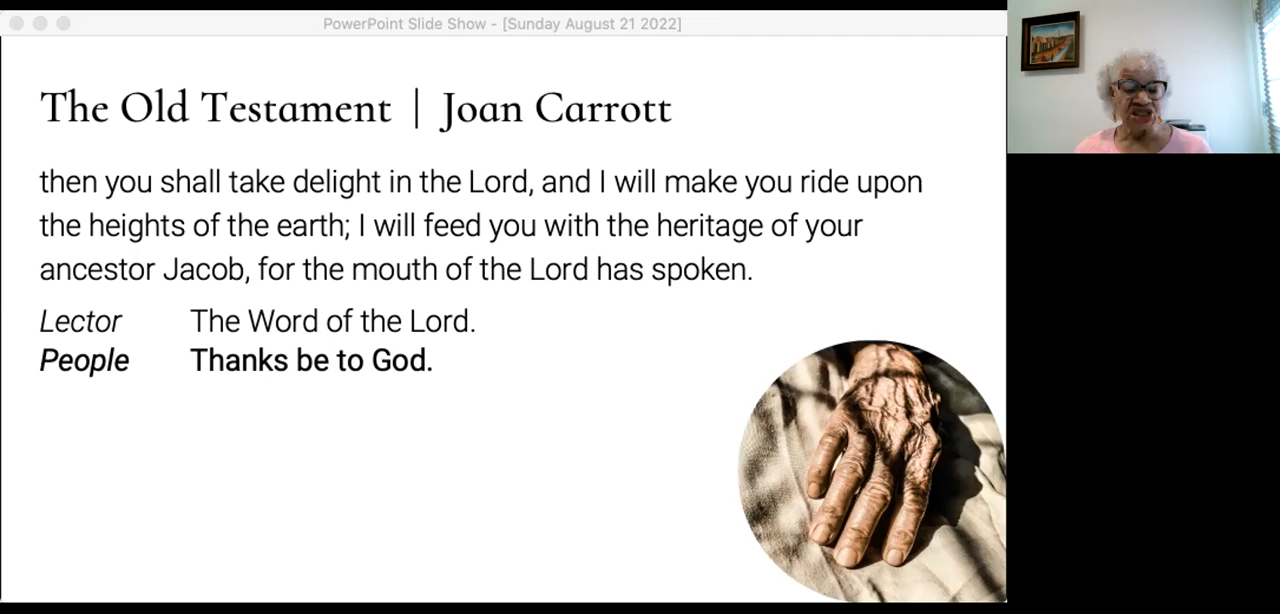 PowerPoint Slide Show - [Sunday August 21 2022]
The Old Testament | Joan Carrott
then you shall take delight in the Lord, and I will make you ride upon
the heights of the earth; I will feed you with the heritage of your
ancestor Jacob, for the mouth of the Lord has spoken.
Lector The Word of the Lord.
People Thanks be to God.